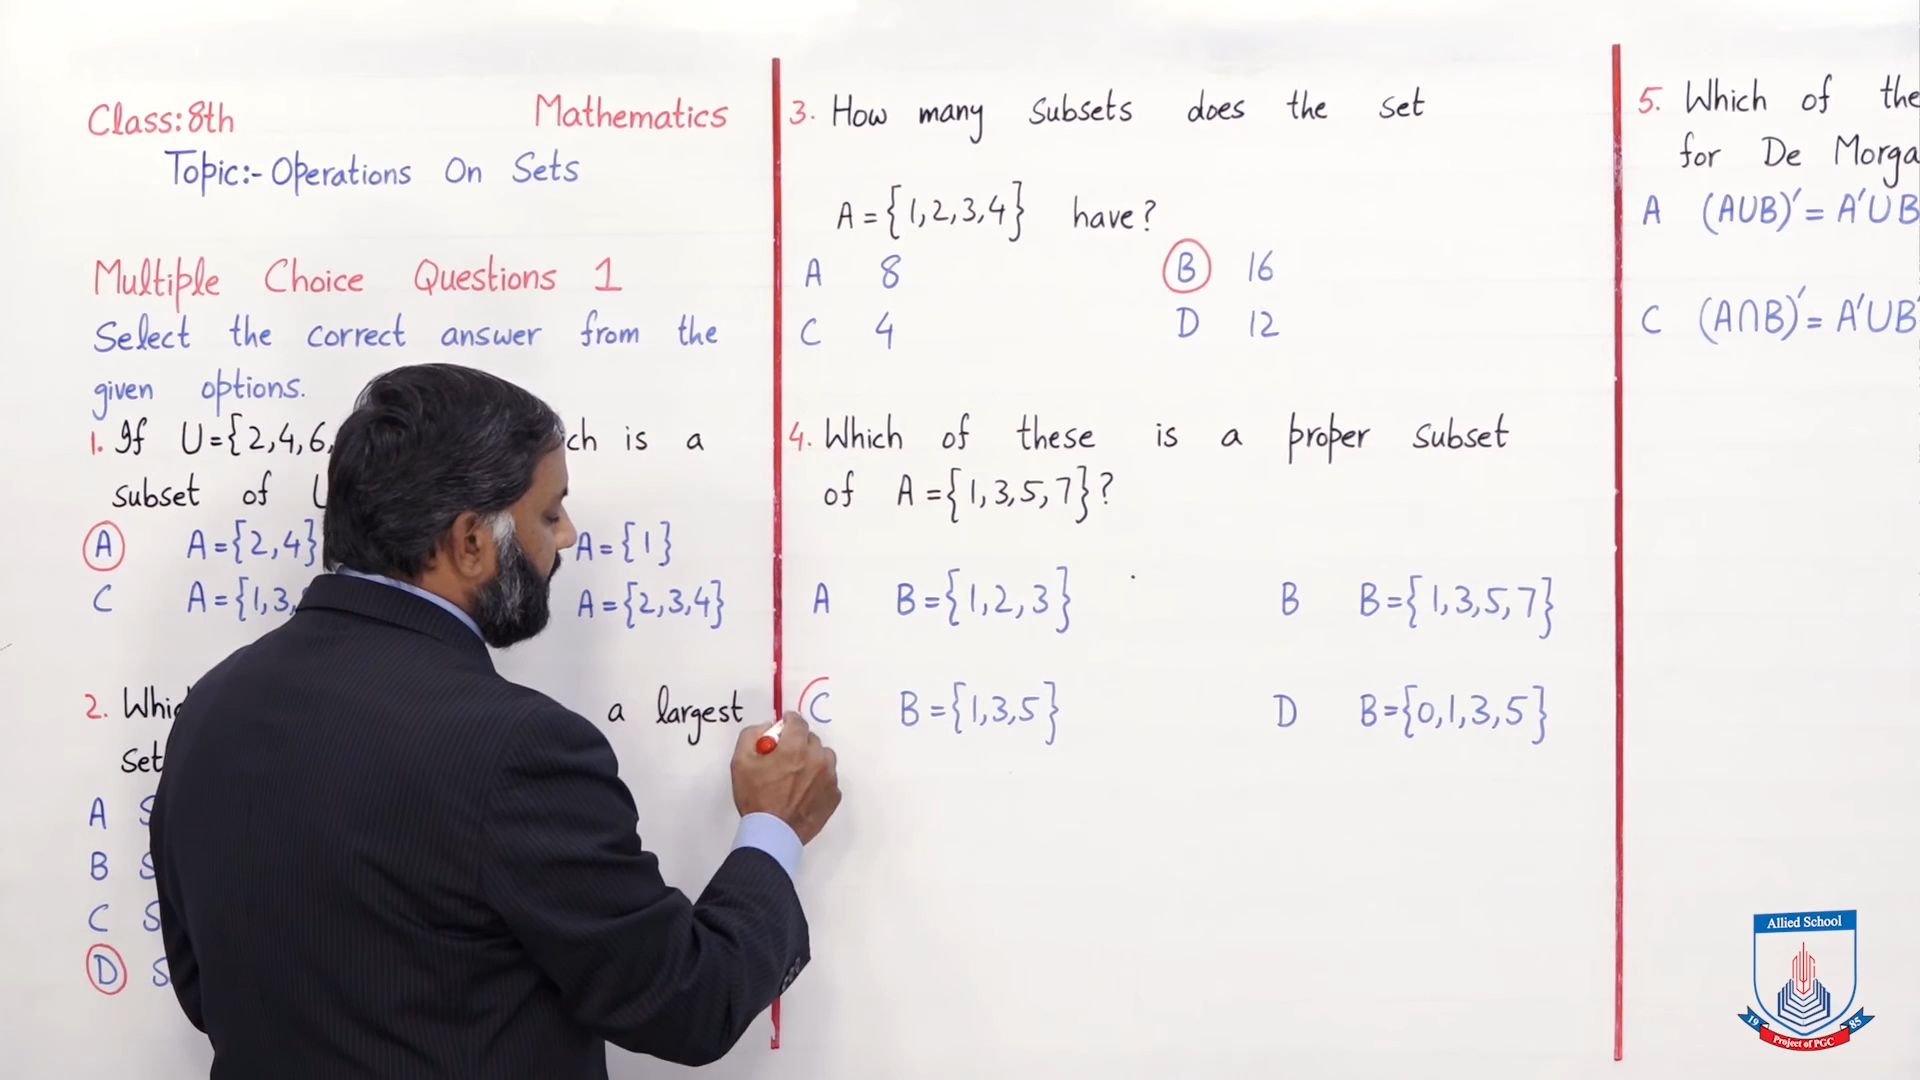 Class:8th Mathematics
Topic:- Operations On Sets
Multiple Choice Questions 1
Select the correct answer from the
given options.
1. If U={2,4,6, is a
subset of
A A={2,4} A={1}
C A={1,3, A={2,3,4}
2. a largest
Set
A
B
C
D
3. How many Subsets does the set
A={1,2,3,4} have?
A 8 B 16
C 4 D 12
4. Which of these is a proper subset
of A={1,3,5,7}?
A B={1,2,3} B B={1,3,5,7}
C B={1,3,5} D B={0,1,3,5}
5. Which of the
for De
A (A∪B)′= A′∪B
C (A∩B)′= A′∪B′
Allied School
19 85
Project of PGC